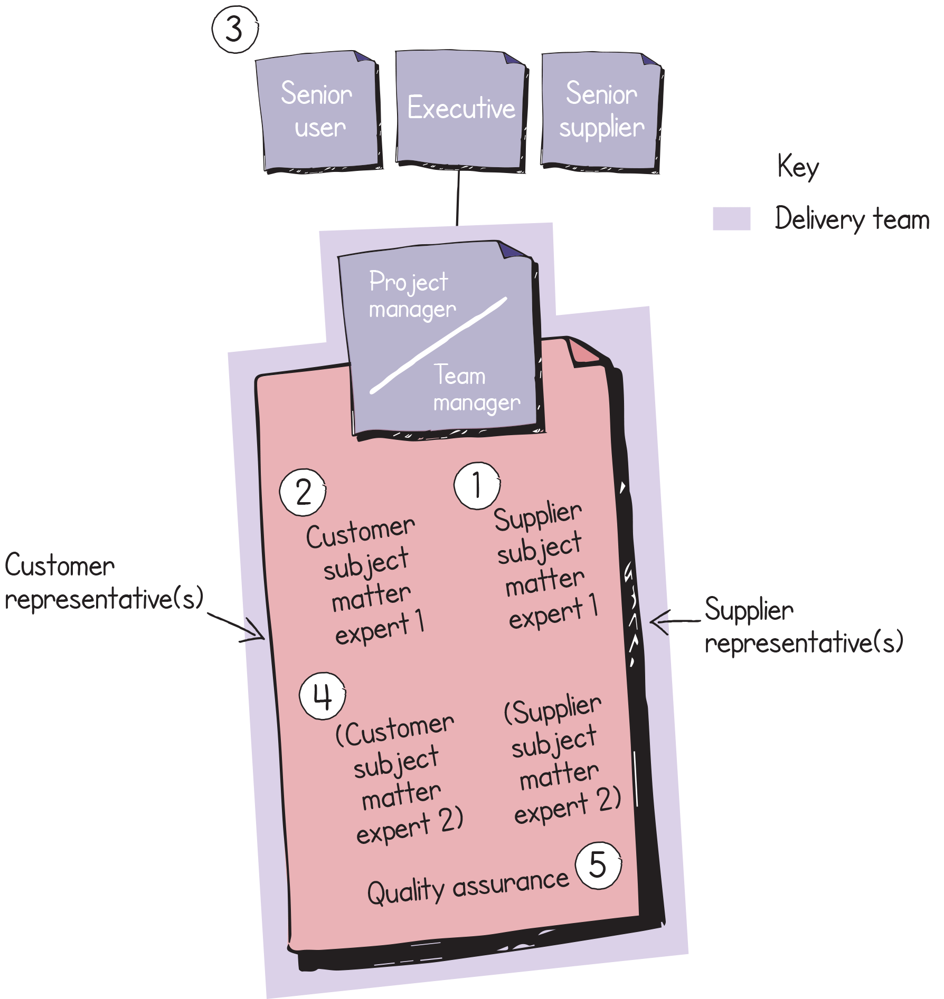 3
Senior
user
Executive
Senior
supplier
Key
Delivery team
Project
manager
Team
manager
2
Customer
subject
matter
expert 1
1
Supplier
subject
matter
expert 1
Customer
representative(s)
Supplier
representative(s)
4
(Customer
subject
matter
expert 2)
(Supplier
subject
matter
expert 2)
Quality assurance
5